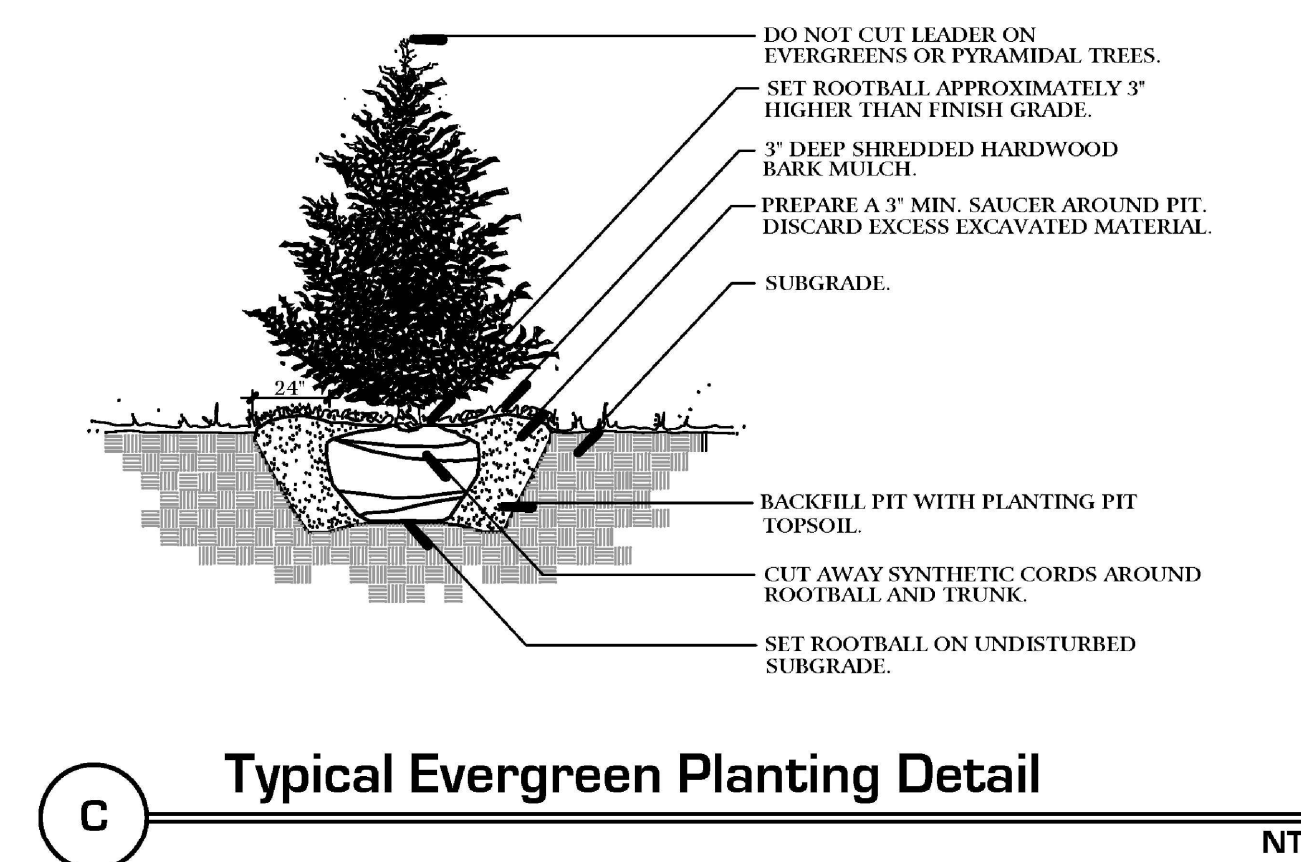 DO NOT CUT LEADER ON
EVERGREENS OR PYRAMIDAL TREES.
SET ROOTBALL APPROXIMATELY 3"
HIGHER THAN FINISH GRADE.
3" DEEP SHREDDED HARDWOOD
BARK MULCH.
PREPARE A 3" MIN. SAUCER AROUND PIT.
DISCARD EXCESS EXCAVATED MATERIAL.
SUBGRADE.
24"
BACKFILL PIT WITH PLANTING PIT
TOPSOIL.
CUT AWAY SYNTHETIC CORDS AROUND
ROOTBALL AND TRUNK.
SET ROOTBALL ON UNDISTURBED
SUBGRADE.
Typical Evergreen Planting Detail
C
NT